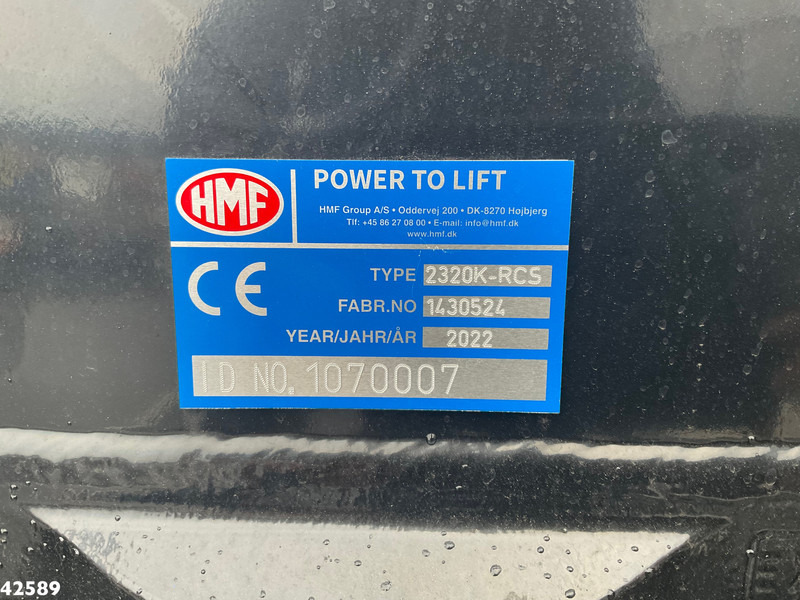 HMF
POWER TO LIFT
HMF Group A/S • Oddervej 200 • DK-8270 Højbjerg
Tlf: +45 86 27 08 00 • E-mail: info@hmf.dk
www.hmf.dk
CE
TYPE 2320K-RCS
FABR.NO 1430524
YEAR/JAHR/ÅR 2022
ID NO. 1070007
42589